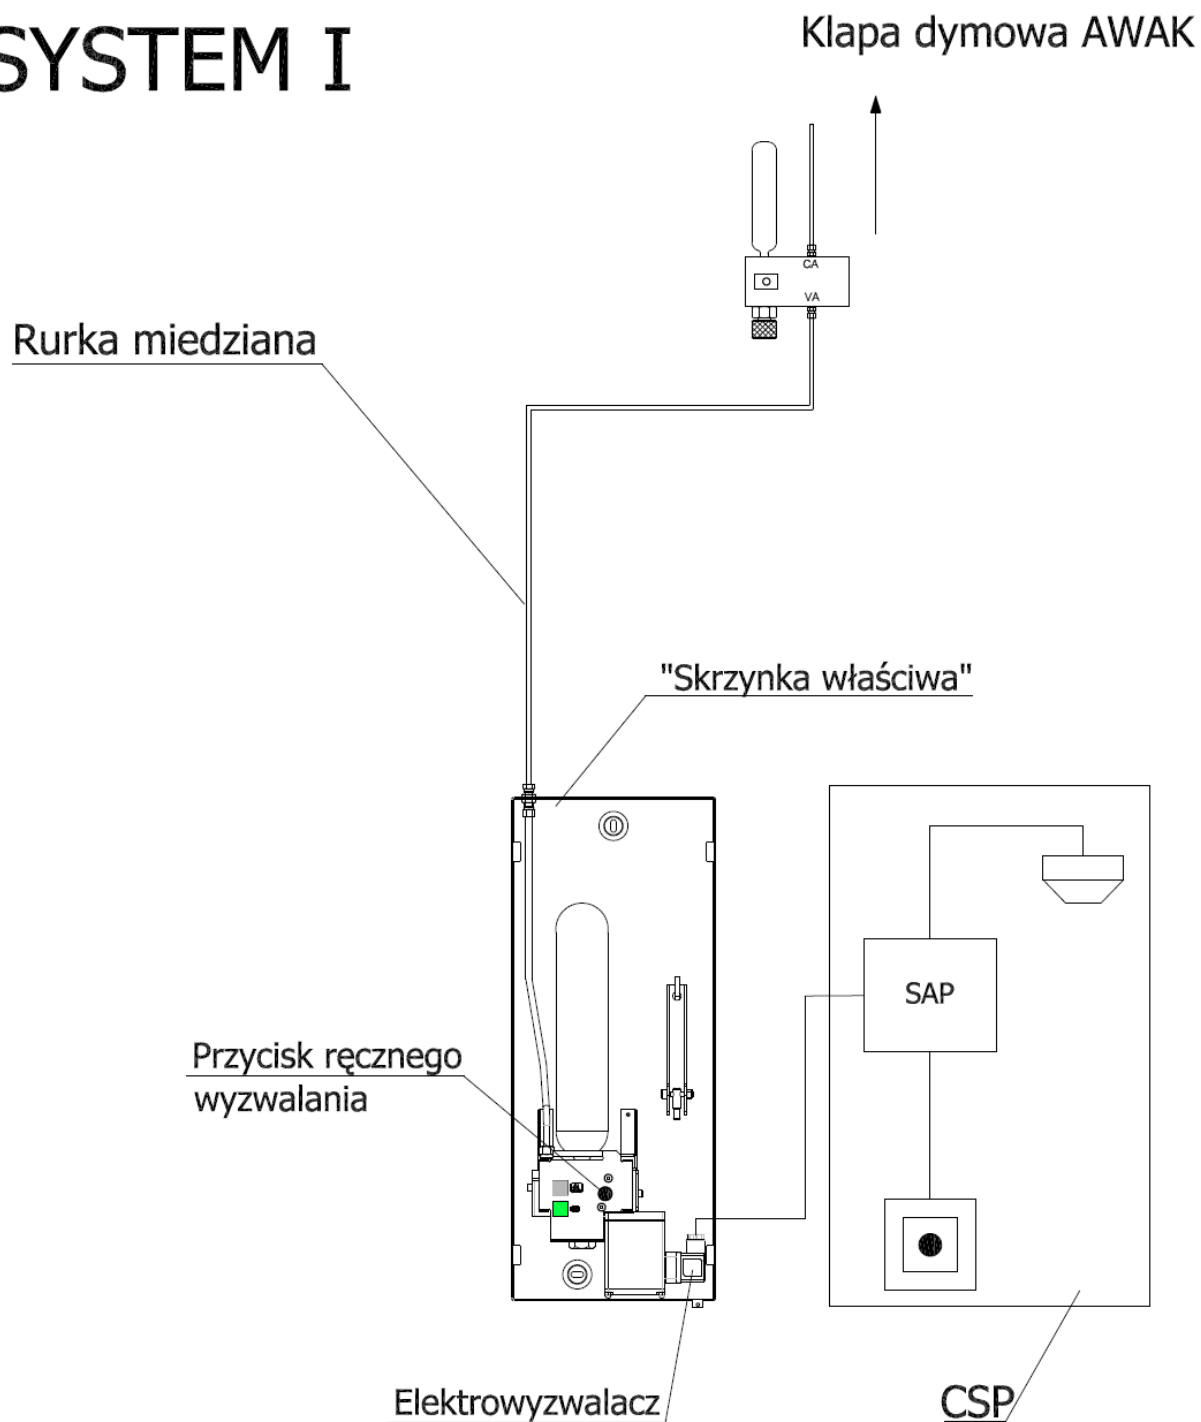 SYSTEM I
Klapa dymowa AWAK
CA
VA
Rurka miedziana
"Skrzynka właściwa"
SAP
Przycisk ręcznego
wyzwalania
Elektrowyzwalacz
CSP